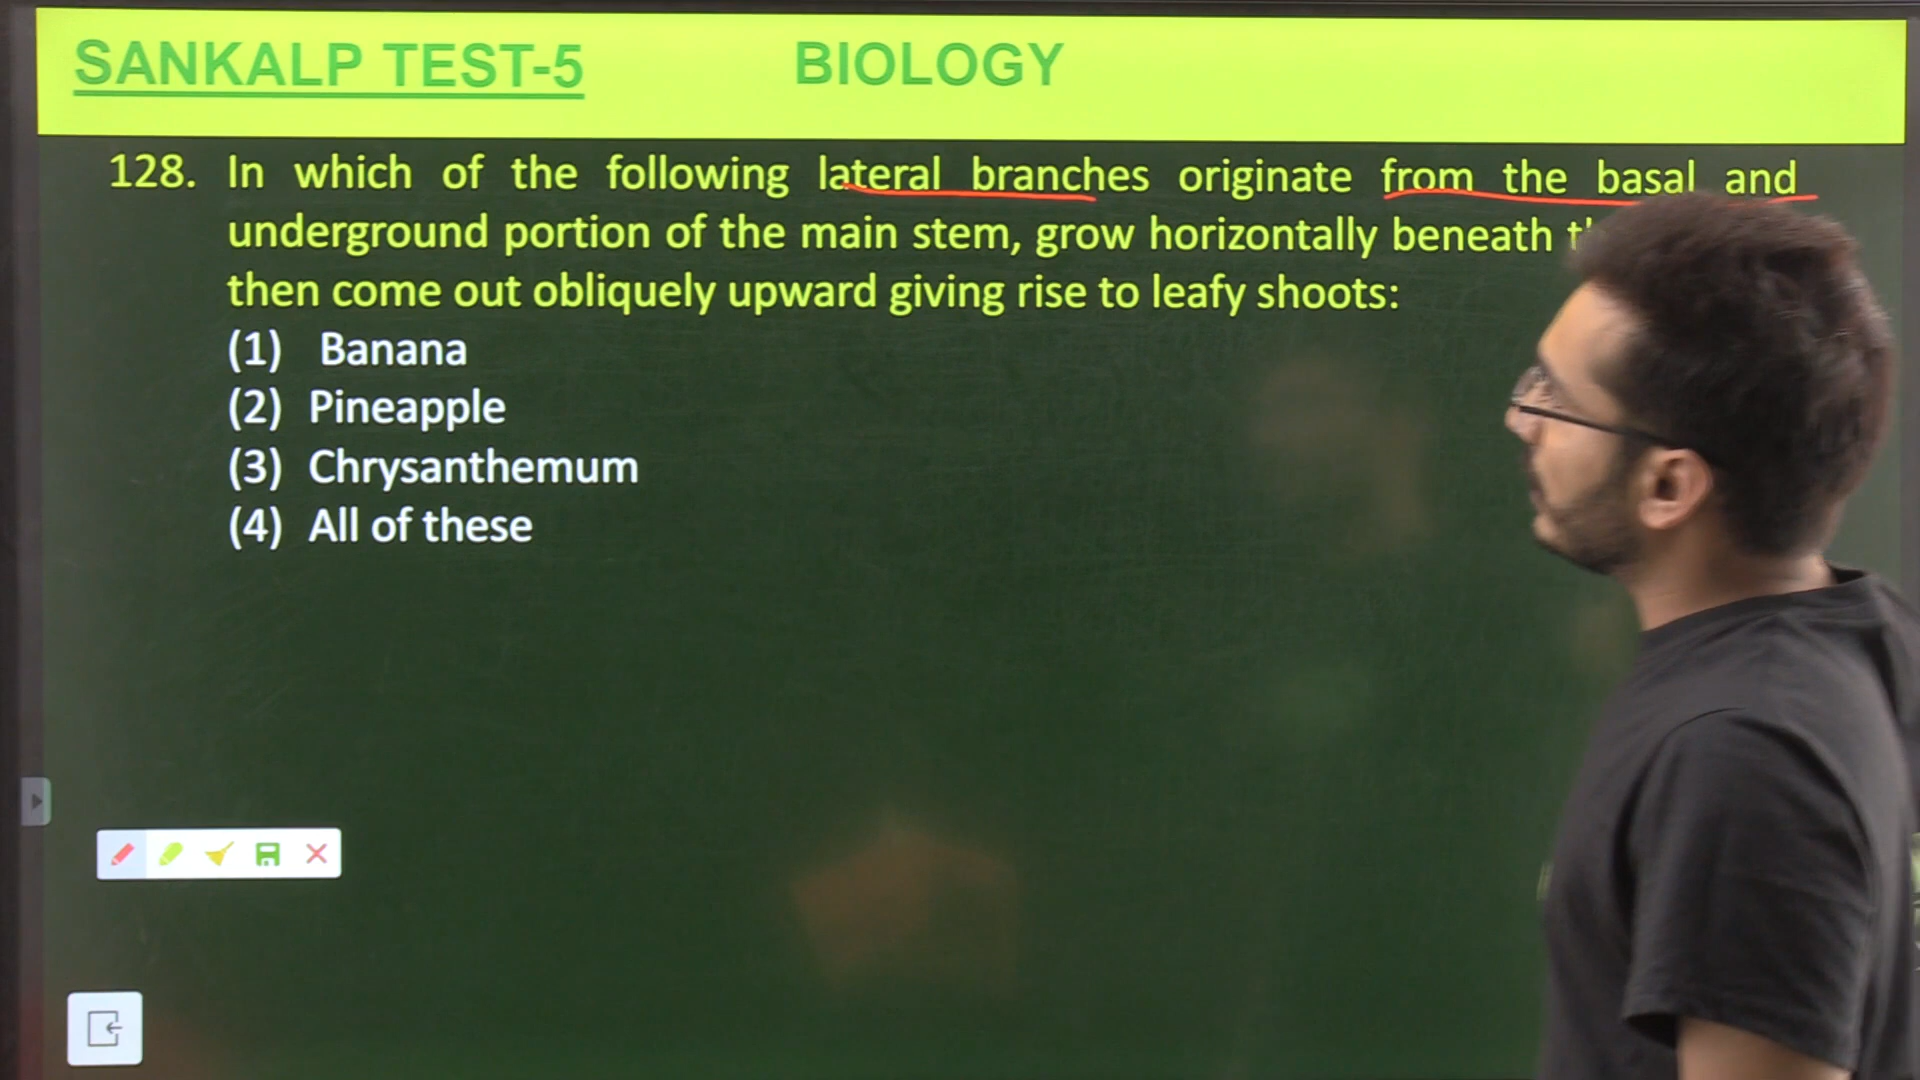 SANKALP TEST-5 BIOLOGY
128. In which of the following lateral branches originate from the basal and
underground portion of the main stem, grow horizontally beneath
then come out obliquely upward giving rise to leafy shoots:
(1) Banana
(2) Pineapple
(3) Chrysanthemum
(4) All of these